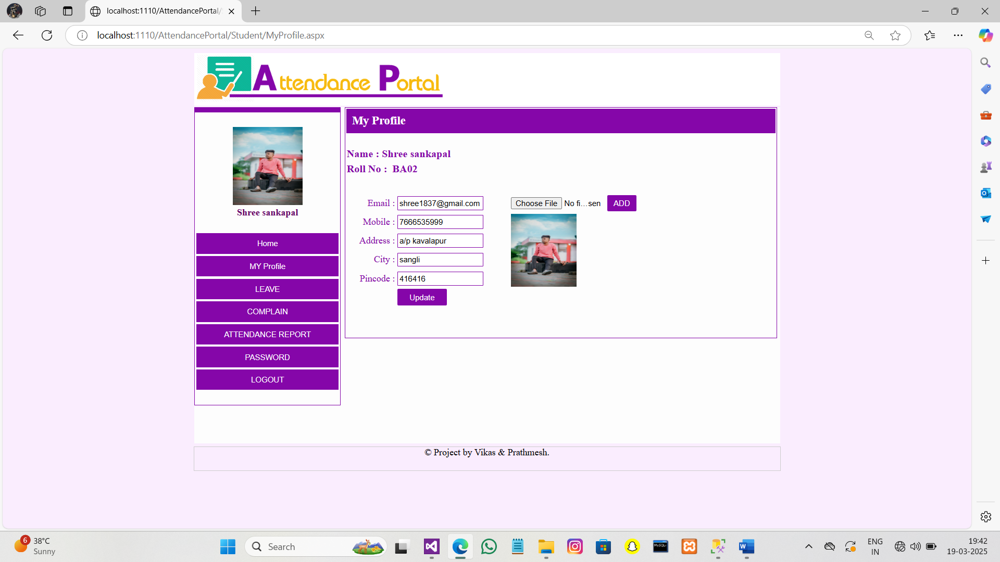 localhost:1110/AttendancePortal/
localhost:1110/AttendancePortal/Student/MyProfile.aspx
Attendance Portal
My Profile
Name : Shree sankapal
Roll No : BA02
Shree sankapal
Home
MY Profile
LEAVE
COMPLAIN
ATTENDANCE REPORT
PASSWORD
LOGOUT
Email : shree1837@gmail.com
Mobile : 7666535999
Address : a/p kavalapur
City : sangli
Pincode : 416416
Update
Choose File No fi...sen ADD
© Project by Vikas & Prathmesh.
6
38°C
Sunny
Search
MySQL
ENG
IN
19:42
19-03-2025